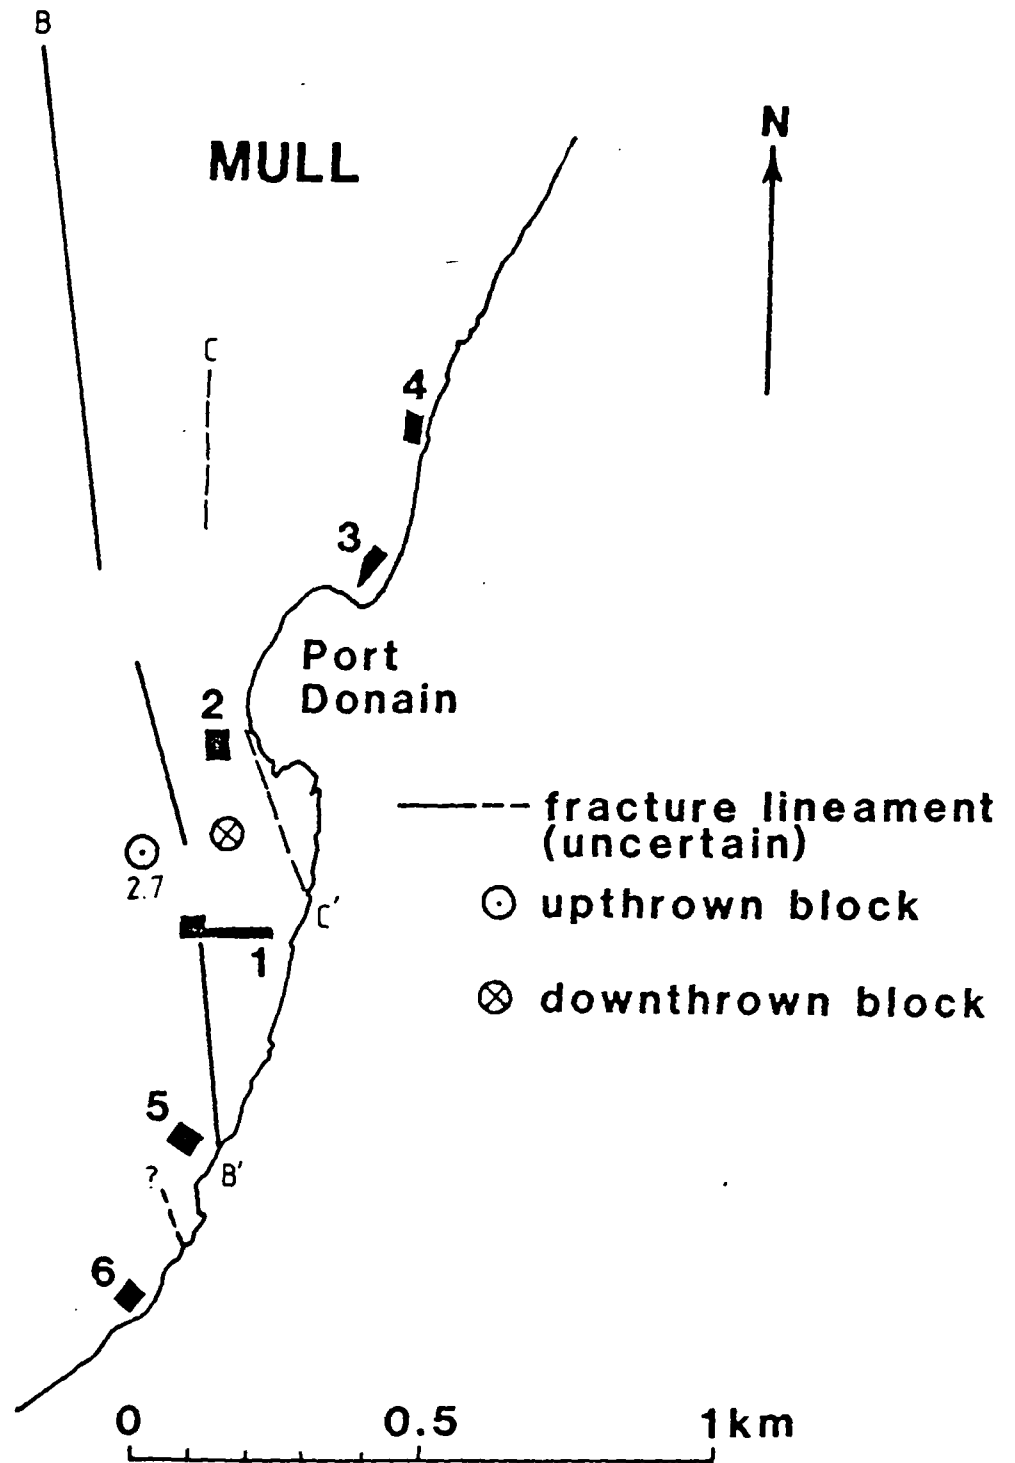 B
MULL
N
C
4
3
Port
Donain
2
fracture lineament
(uncertain)
2.7
upthrown block
C'
1
downthrown block
5
?
B'
6
0 0.5 1km